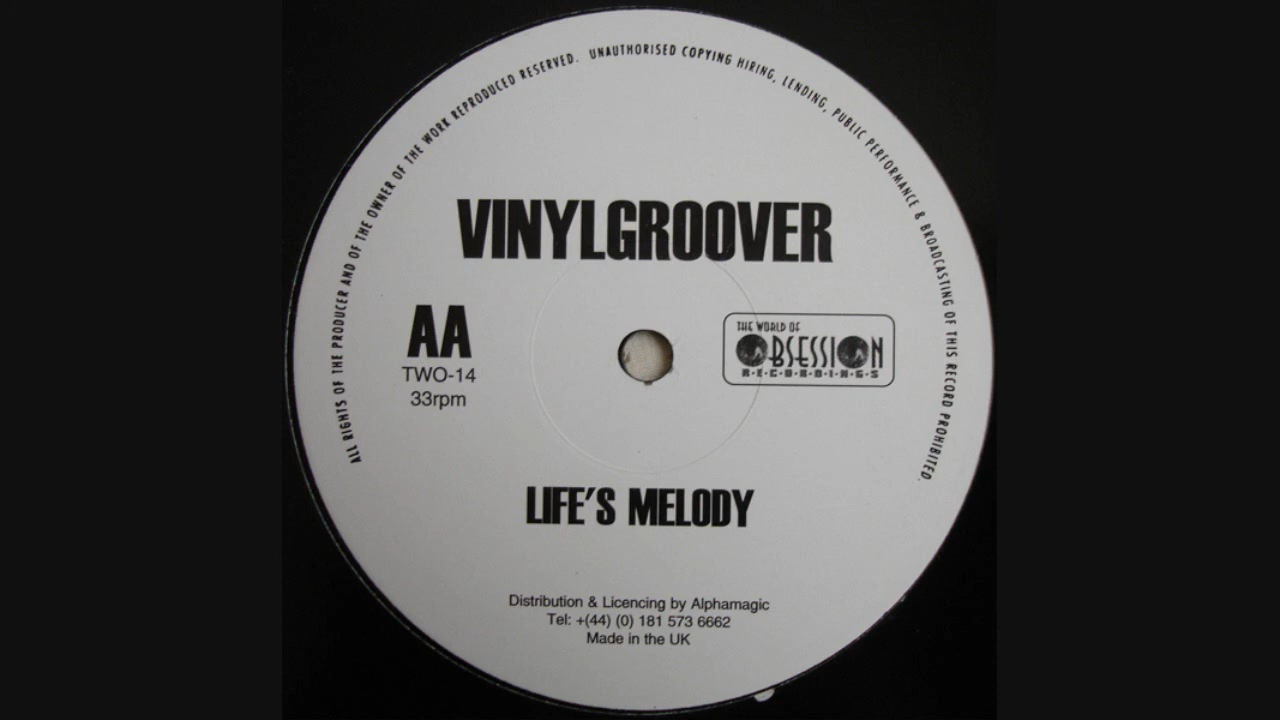 ALL RIGHTS OF THE PRODUCER AND OF THE OWNER OF THE WORK REPRODUCED RESERVED. UNAUTHORISED COPYING HIRING, LENDING, PUBLIC PERFORMANCE & BROADCASTING OF THIS RECORD PROHIBITED.
VINYLGROOVER
AA
TWO-14
33rpm
THE WORLD OF
OBSESSION
R·E·C·O·R·D·I·N·G·S
LIFE'S MELODY
Distribution & Licencing by Alphamagic
Tel: +(44) (0) 181 573 6662
Made in the UK